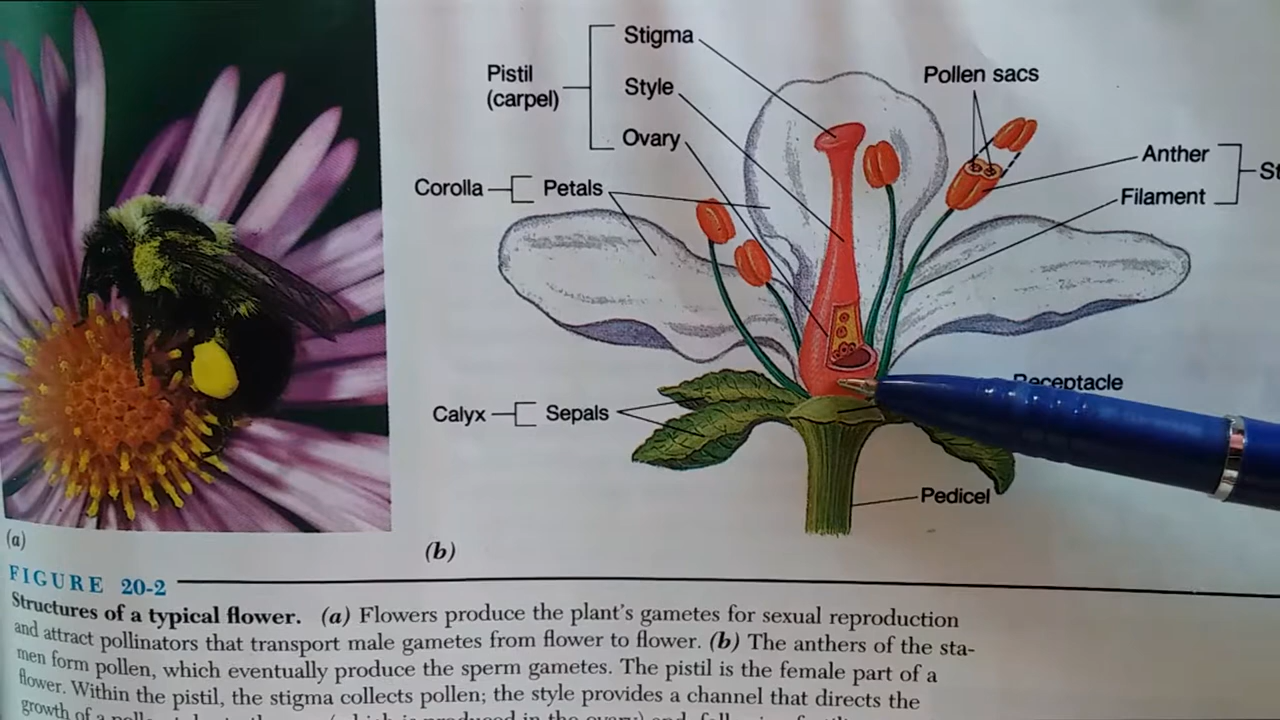 Stigma
Pistil
(carpel)
Style
Ovary
Pollen sacs
Anther
Filament
Corolla
Petals
Receptacle
Calyx
Sepals
Pedicel
(a)
(b)
FIGURE 20-2
Structures of a typical flower. (a) Flowers produce the plant's gametes for sexual reproduction
and attract pollinators that transport male gametes from flower to flower. (b) The anthers of the sta-
men form pollen, which eventually produce the sperm gametes. The pistil is the female part of a
flower. Within the pistil, the stigma collects pollen; the style provides a channel that directs the
growth of a